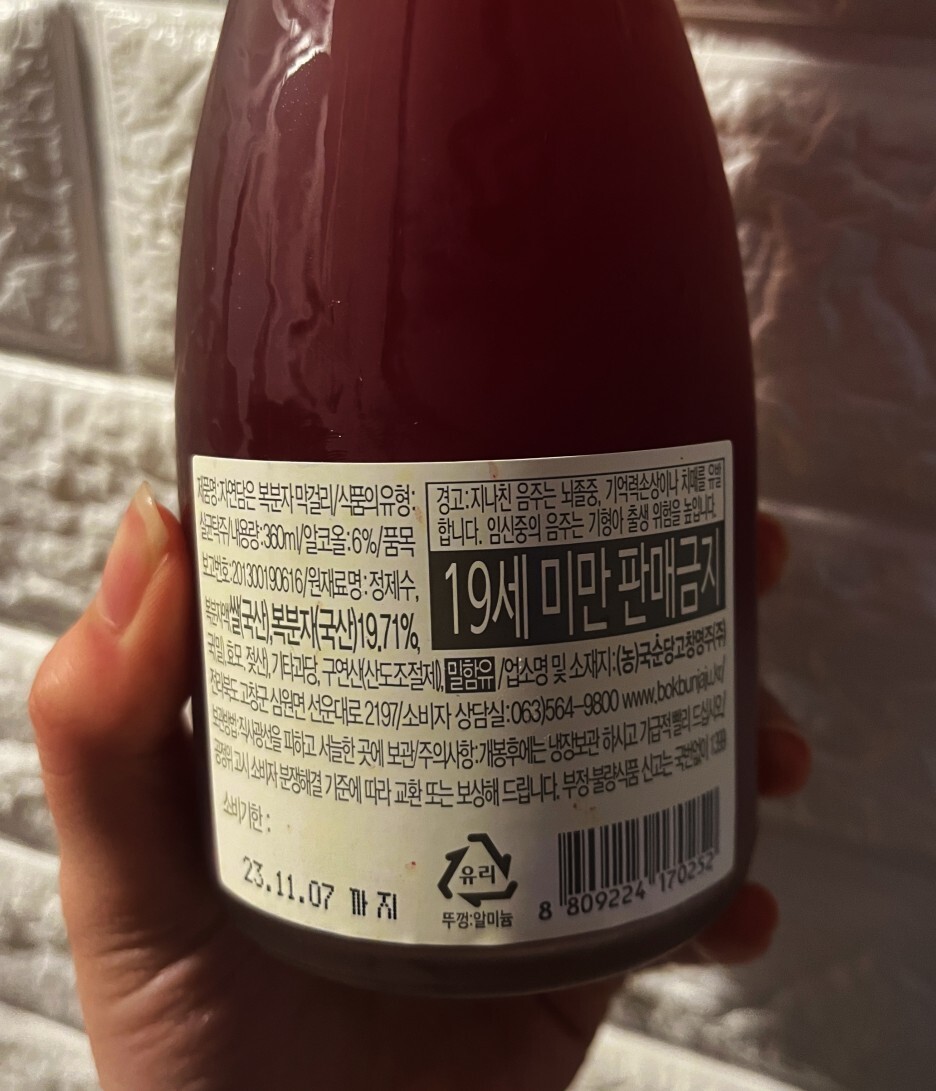 제품명:자연담은 복분자 막걸리/식품의유형:
살균탁주/내용량:360ml/알코올:6%/품목
보고번호:201300190616/원재료명:정제수,
복분자액 쌀(국산),복분자(국산)19.71%,
국(밀, 효모, 젖산), 기타과당, 구연산(산도조절제), 밀함유 /업소명 및 소재지:(농)국순당고창명주(주)
전라북도 고창군 심원면 선운대로 2197/소비자 상담실:063)564-9800 www.bokbunjaju.kr/
보관방법:직사광선을 피하고 서늘한 곳에 보관/주의사항:개봉후에는 냉장보관 하시고 가급적 빨리 드십시오/
공정위 고시 소비자 분쟁해결 기준에 따라 교환 또는 보상해 드립니다. 부정·불량식품 신고는 국번없이 1399
경고:지나친 음주는 뇌졸중, 기억력손상이나 치매를 유발
합니다. 임신중의 음주는 기형아 출생 위험을 높입니다.
19세 미만 판매금지
소비기한 :
23.11.07 까지
유리
뚜껑:알미늄
8 809224 170252